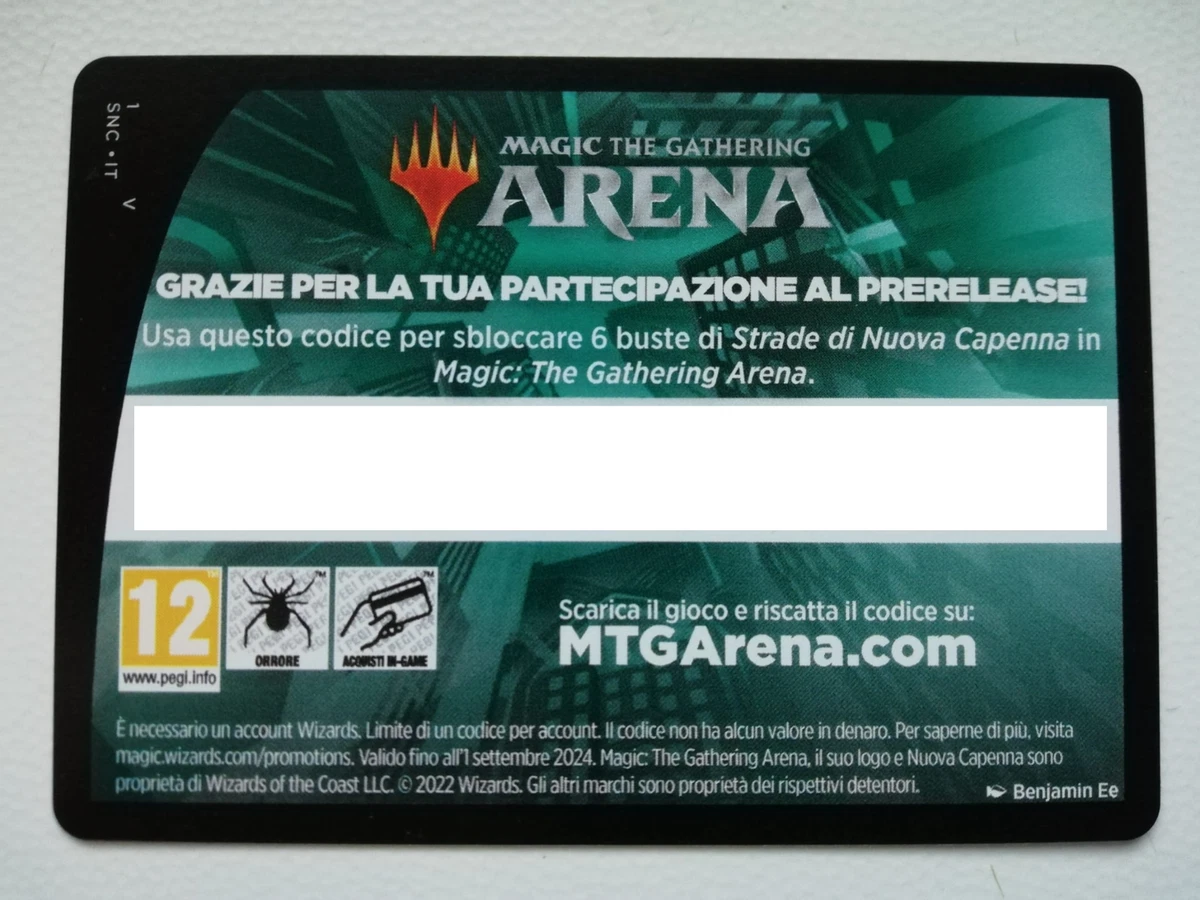 1
SNC • IT V
MAGIC THE GATHERING
ARENA
GRAZIE PER LA TUA PARTECIPAZIONE AL PRERELEASE!
Usa questo codice per sbloccare 6 buste di Strade di Nuova Capenna in
Magic: The Gathering Arena.
12™
www.pegi.info
™
ORRORE
™
ACQUISTI IN-GAME
Scarica il gioco e riscatta il codice su:
MTGArena.com
È necessario un account Wizards. Limite di un codice per account. Il codice non ha alcun valore in denaro. Per saperne di più, visita
magic.wizards.com/promotions. Valido fino all'1 settembre 2024. Magic: The Gathering Arena, il suo logo e Nuova Capenna sono
proprietà di Wizards of the Coast LLC. © 2022 Wizards. Gli altri marchi sono proprietà dei rispettivi detentori.
Benjamin Ee